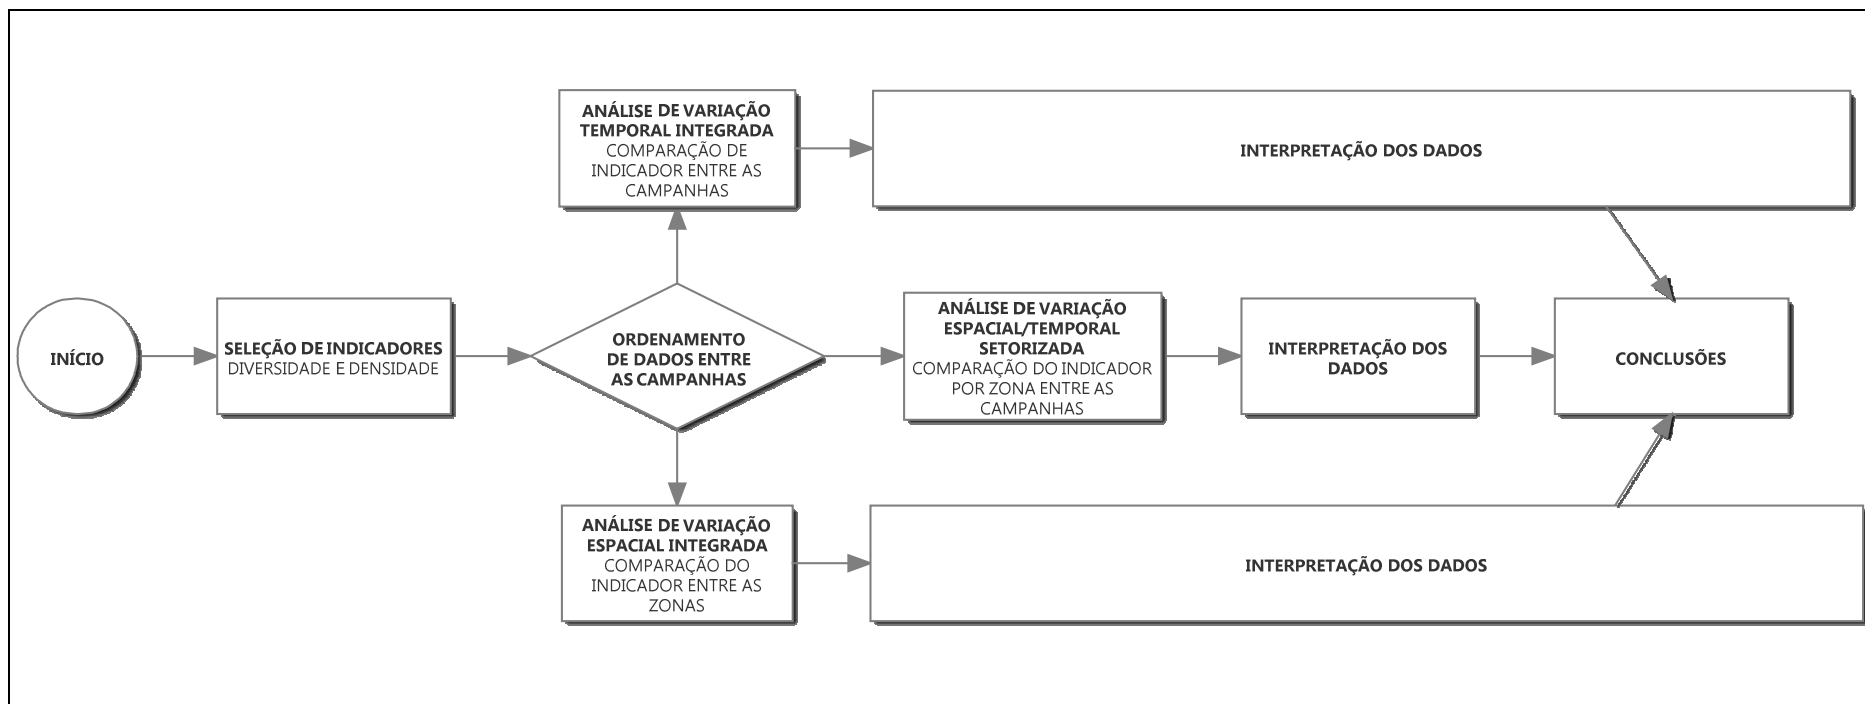 INÍCIO
SELEÇÃO DE INDICADORES
DIVERSIDADE E DENSIDADE
ORDENAMENTO
DE DADOS ENTRE
AS CAMPANHAS
ANÁLISE DE VARIAÇÃO
TEMPORAL INTEGRADA
COMPARAÇÃO DE
INDICADOR ENTRE AS
CAMPANHAS
INTERPRETAÇÃO DOS DADOS
ANÁLISE DE VARIAÇÃO
ESPACIAL/TEMPORAL
SETORIZADA
COMPARAÇÃO DO INDICADOR
POR ZONA ENTRE AS
CAMPANHAS
INTERPRETAÇÃO DOS
DADOS
CONCLUSÕES
ANÁLISE DE VARIAÇÃO
ESPACIAL INTEGRADA
COMPARAÇÃO DO
INDICADOR ENTRE AS
ZONAS
INTERPRETAÇÃO DOS DADOS